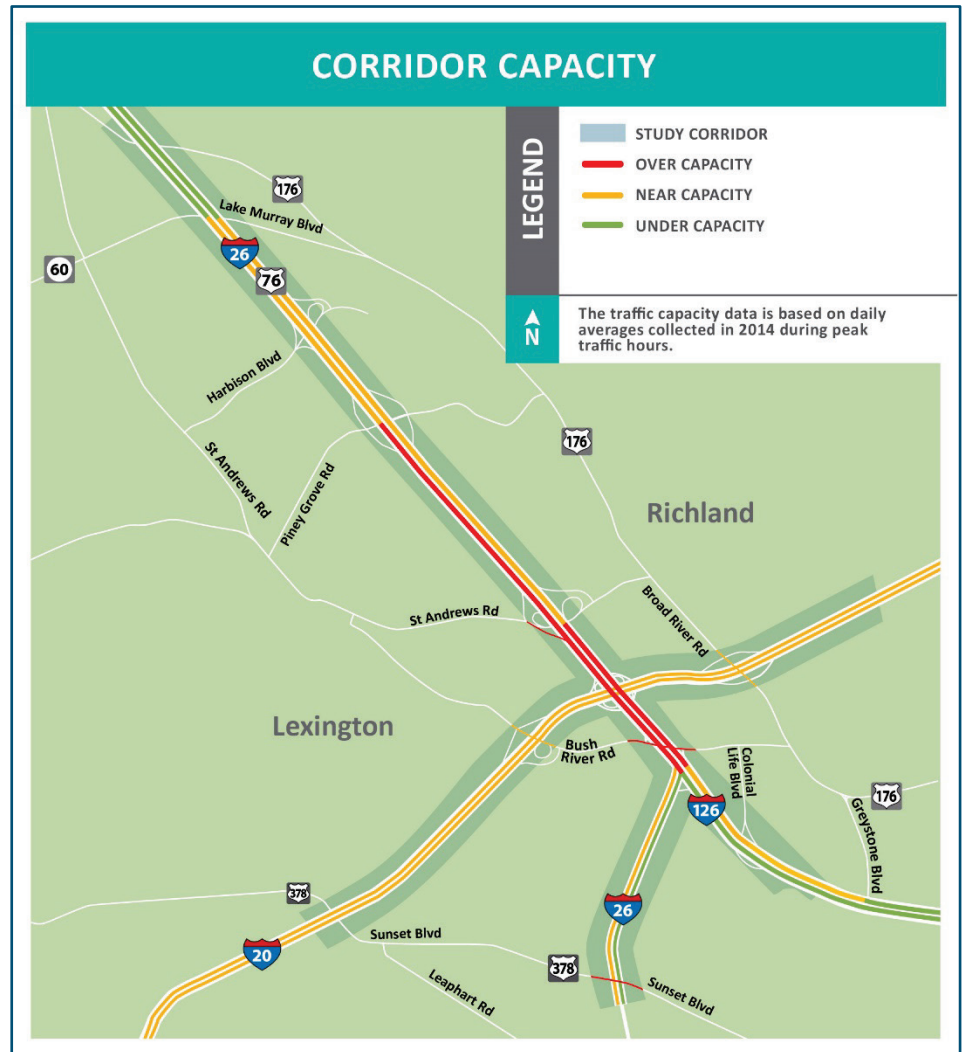 CORRIDOR CAPACITY
LEGEND
STUDY CORRIDOR
OVER CAPACITY
NEAR CAPACITY
UNDER CAPACITY
N
The traffic capacity data is based on daily
averages collected in 2014 during peak
traffic hours.
176
Lake Murray Blvd
26
60
76
Harbison Blvd
176
St Andrews Rd
Piney Grove Rd
Richland
St Andrews Rd
Broad River Rd
Lexington
Bush
River Rd
Colonial
Life Blvd
126
176
Greystone Blvd
378
26
Sunset Blvd
20
378
Sunset Blvd
Leaphart Rd